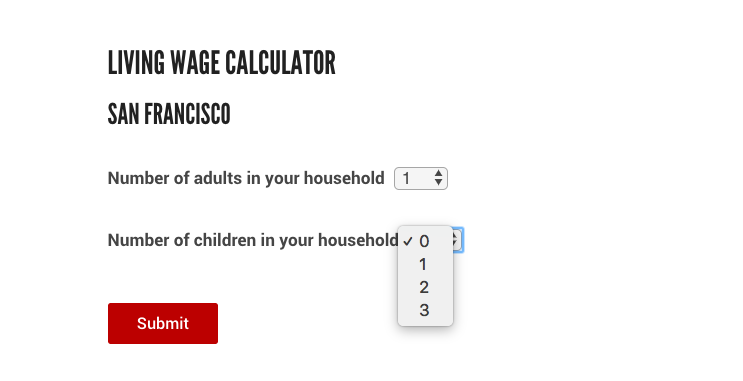 LIVING WAGE CALCULATOR
SAN FRANCISCO
Number of adults in your household 1
Number of children in your household ✓ 0
1
2
3
Submit